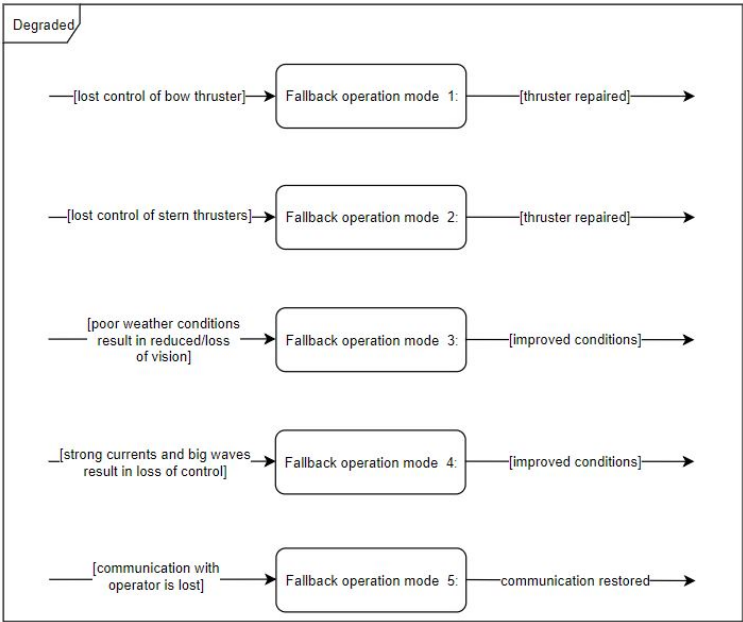 Degraded
[lost control of bow thruster]
Fallback operation mode 1:
[thruster repaired]
[lost control of stern thrusters]
Fallback operation mode 2:
[thruster repaired]
[poor weather conditions
result in reduced/loss
of vision]
Fallback operation mode 3:
[improved conditions]
[strong currents and big waves
result in loss of control]
Fallback operation mode 4:
[improved conditions]
[communication with
operator is lost]
Fallback operation mode 5:
communication restored